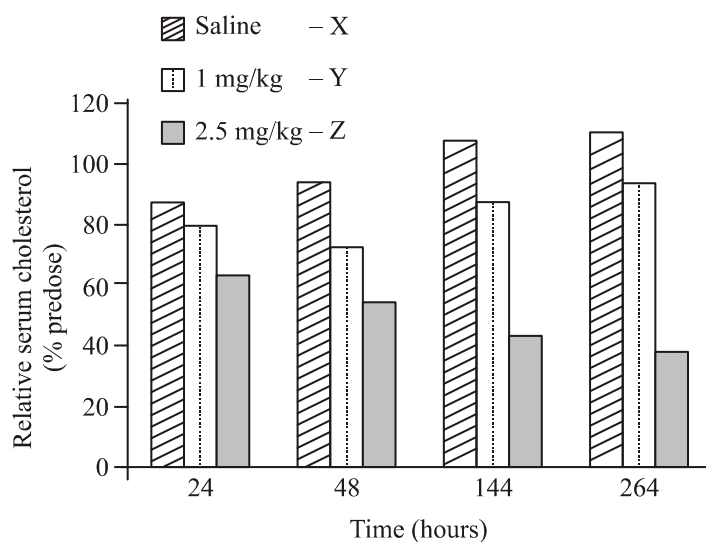 Saline – X
1 mg/kg – Y
2.5 mg/kg – Z
Relative serum cholesterol
(% predose)
120
100
80
60
40
20
0
24 48 144 264
Time (hours)